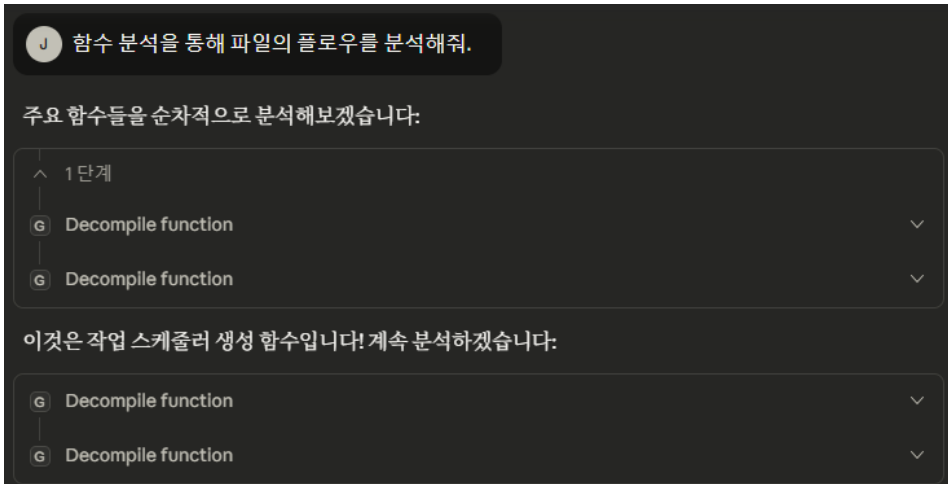 J 함수 분석을 통해 파일의 플로우를 분석해줘.
주요 함수들을 순차적으로 분석해보겠습니다:
1단계
G Decompile function
G Decompile function
이것은 작업 스케줄러 생성 함수입니다! 계속 분석하겠습니다:
G Decompile function
G Decompile function